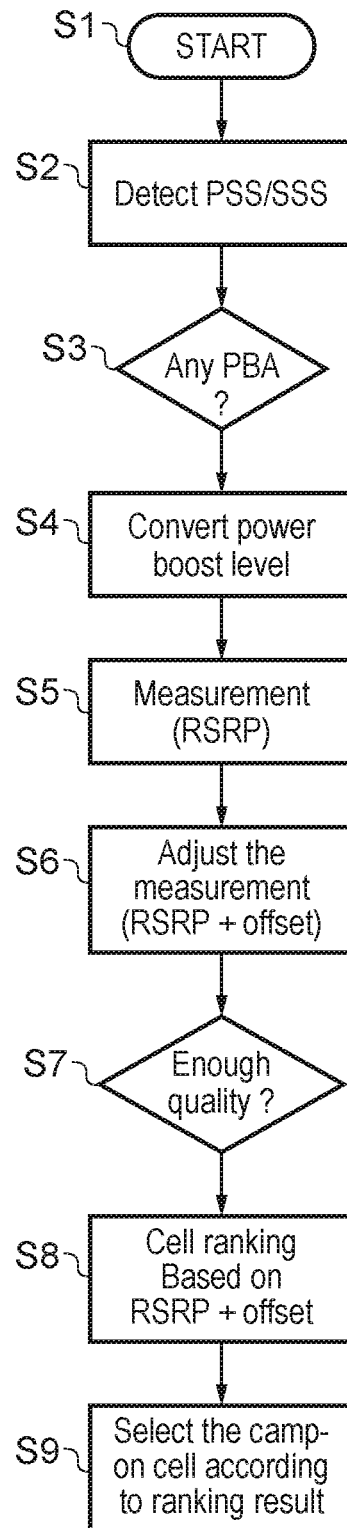 S1
START
S2
Detect PSS/SSS
S3
Any PBA
?
S4
Convert power
boost level
S5
Measurement
(RSRP)
S6
Adjust the
measurement
(RSRP + offset)
S7
Enough
quality ?
S8
Cell ranking
Based on
RSRP + offset
S9
Select the camp-
on cell according
to ranking result